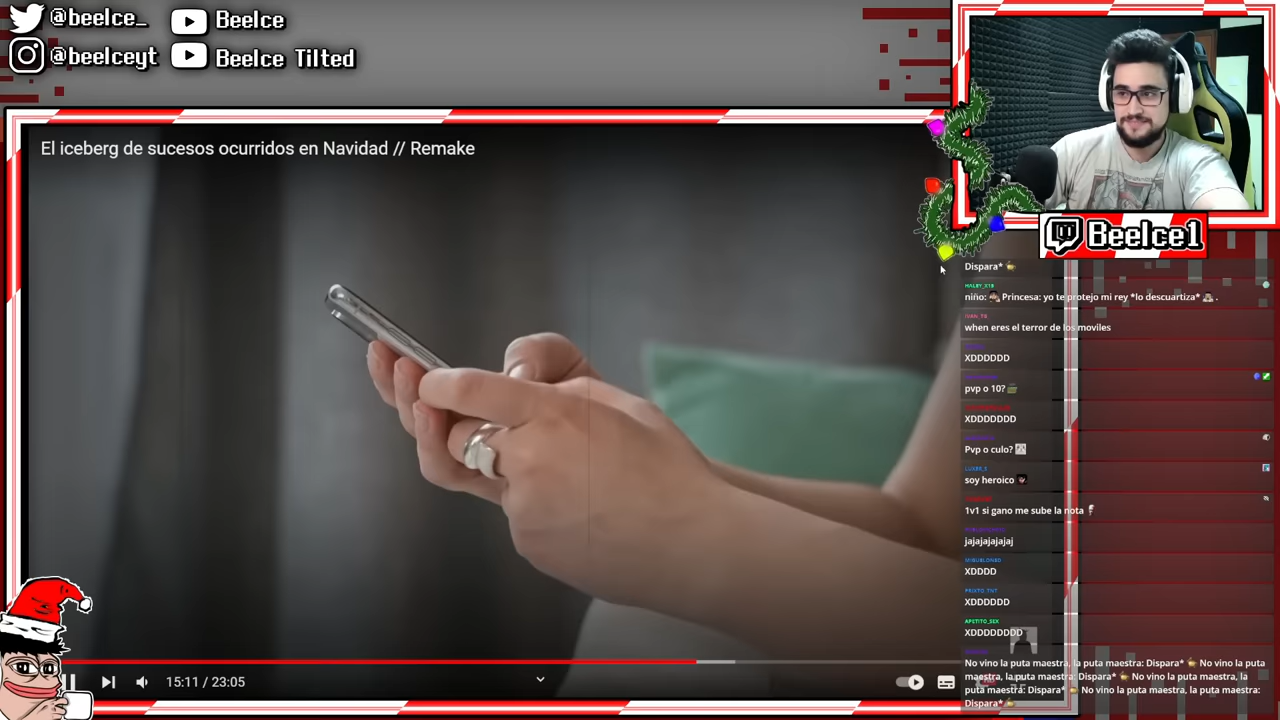 @beelce_
Beelce
@beelceyt
Beelce Tilted
El iceberg de sucesos ocurridos en Navidad // Remake
15:11 / 23:05
Beelce1
Dispara*
niño: Princesa: yo te protejo mi rey *lo descuartiza* .
when eres el terror de los moviles
XDDDDDD
pvp o 10?
XDDDDDDD
Pvp o culo?
soy heroico
1v1 si gano me sube la nota
jajajajajajaj
XDDDD
XDDDDDD
APETITO_SEX
XDDDDDDDD
No vino la puta maestra, la puta maestra: Dispara* No vino la puta
maestra, la puta maestra: Dispara* No vino la puta maestra, la
puta maestra: Dispara* No vino la puta maestra, la puta maestra:
Dispara*